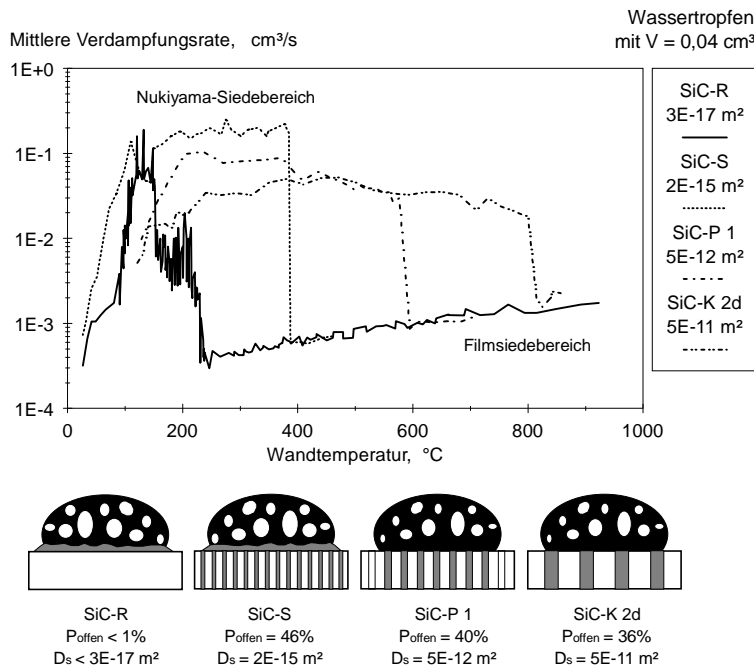 Mittlere Verdampfungsrate, cm³/s
Wassertropfen
mit V = 0,04 cm³
1E+0
1E-1
1E-2
1E-3
1E-4
Nukiyama-Siedebereich
Filmsiedebereich
0
200
400
600
800
1000
Wandtemperatur, °C
SiC-R
3E-17 m²
SiC-S
2E-15 m²
SiC-P 1
5E-12 m²
SiC-K 2d
5E-11 m²
SiC-R
Poffen < 1%
Ds < 3E-17 m²
SiC-S
Poffen = 46%
Ds = 2E-15 m²
SiC-P 1
Poffen = 40%
Ds = 5E-12 m²
SiC-K 2d
Poffen = 36%
Ds = 5E-11 m²